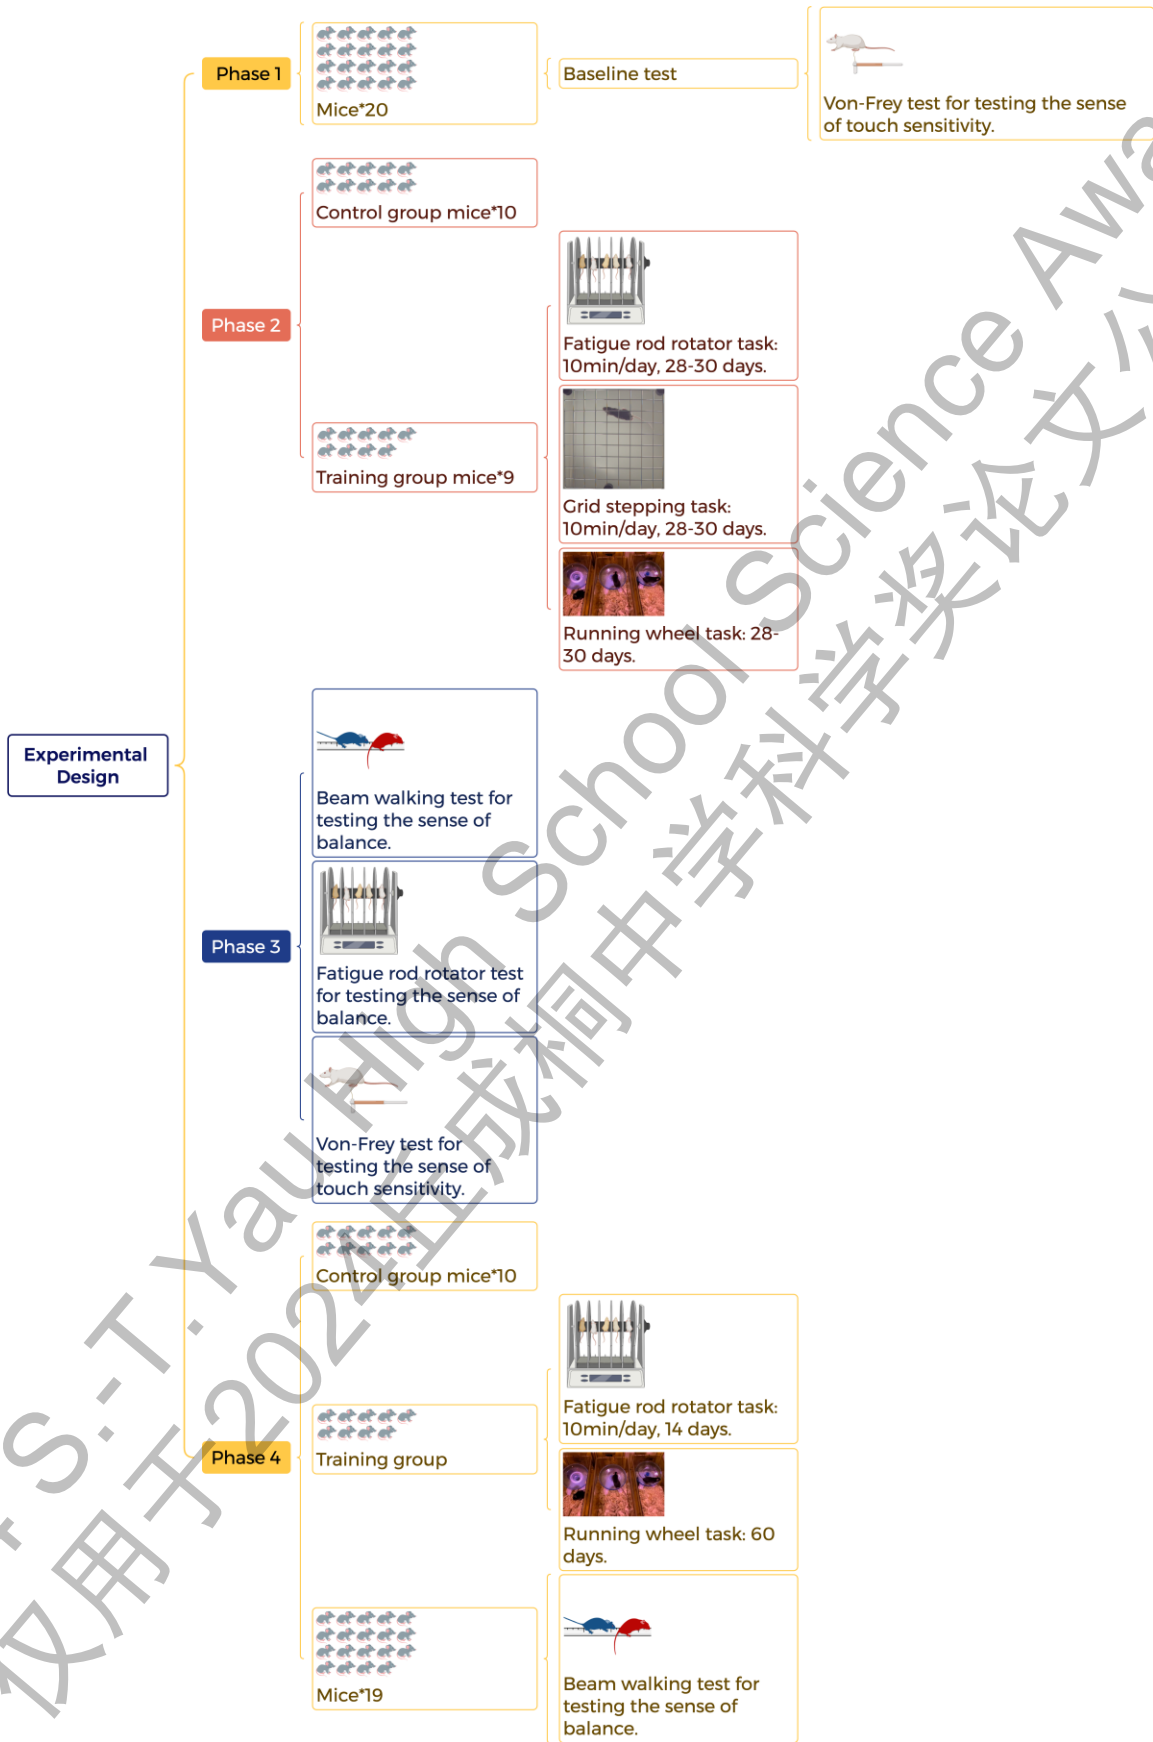 Experimental
Design
Phase 1
Mice*20
Baseline test
Von-Frey test for testing the sense
of touch sensitivity.
Phase 2
Control group mice*10
Training group mice*9
Fatigue rod rotator task:
10min/day, 28-30 days.
Grid stepping task:
10min/day, 28-30 days.
Running wheel task: 28-
30 days.
Phase 3
Beam walking test for
testing the sense of
balance.
Fatigue rod rotator test
for testing the sense of
balance.
Von-Frey test for
testing the sense of
touch sensitivity.
Phase 4
Control group mice*10
Training group
Fatigue rod rotator task:
10min/day, 14 days.
Running wheel task: 60
days.
Mice*19
Beam walking test for
testing the sense of
balance.
S.-T. Yau High School Science
仅用于2024丘成桐中学科学奖论文